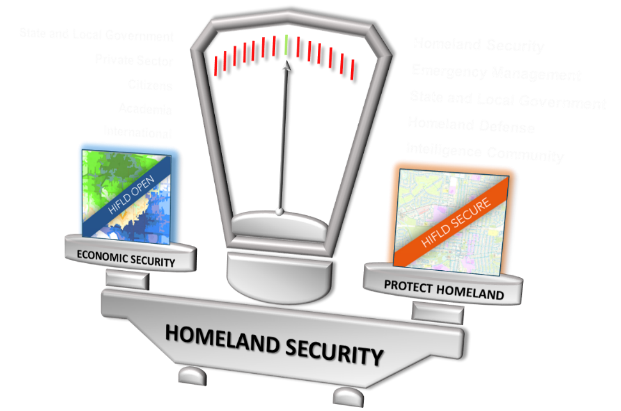 State and Local Government
Private Sector
Citizens
Academia
International
Homeland Security
Emergency Management
State and Local Government
Homeland Defense
Intelligence Community
HIFLD OPEN
HIFLD SECURE
ECONOMIC SECURITY
PROTECT HOMELAND
HOMELAND SECURITY